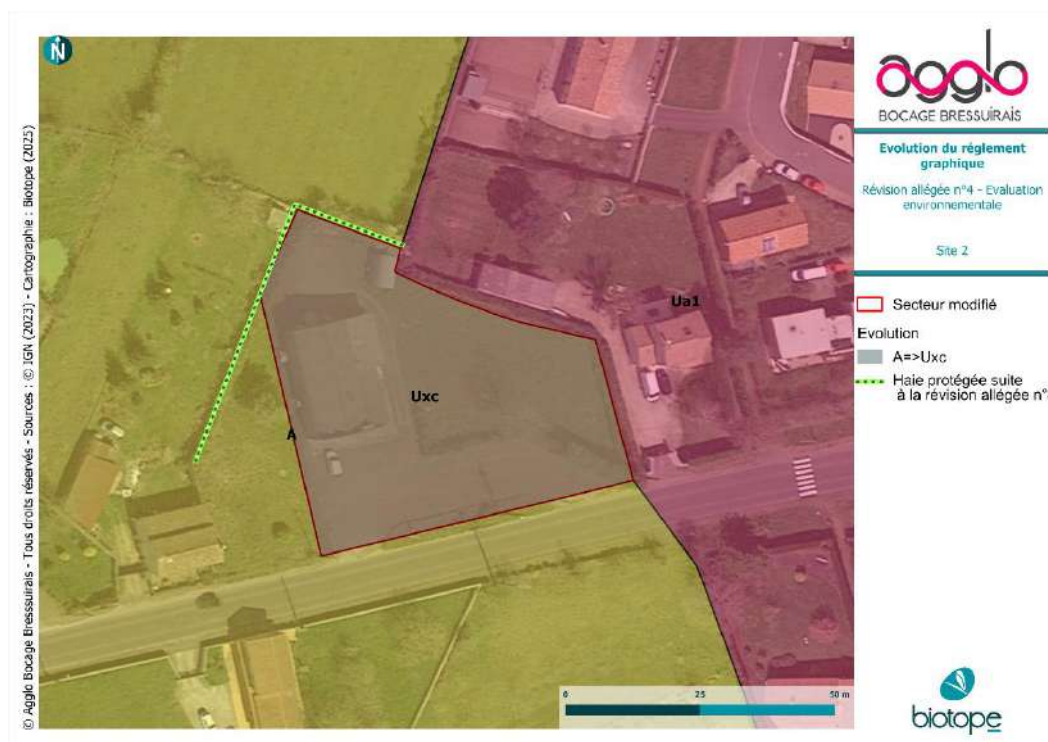 N
agglo
BOCAGE BRESSUIRAIS
Evolution du réglement
graphique
Révision allégée n°4 - Evaluation
environnementale
Site 2
Secteur modifié
Evolution
A=>Uxc
Haie protégée suite
à la révision allégée n°
Ua1
Uxc
A
0 25 50 m
biotope
© Agglo Bocage Bresssuirais - Tous droits réservés - Sources : © IGN (2023) - Cartographie : Biotope (2025)